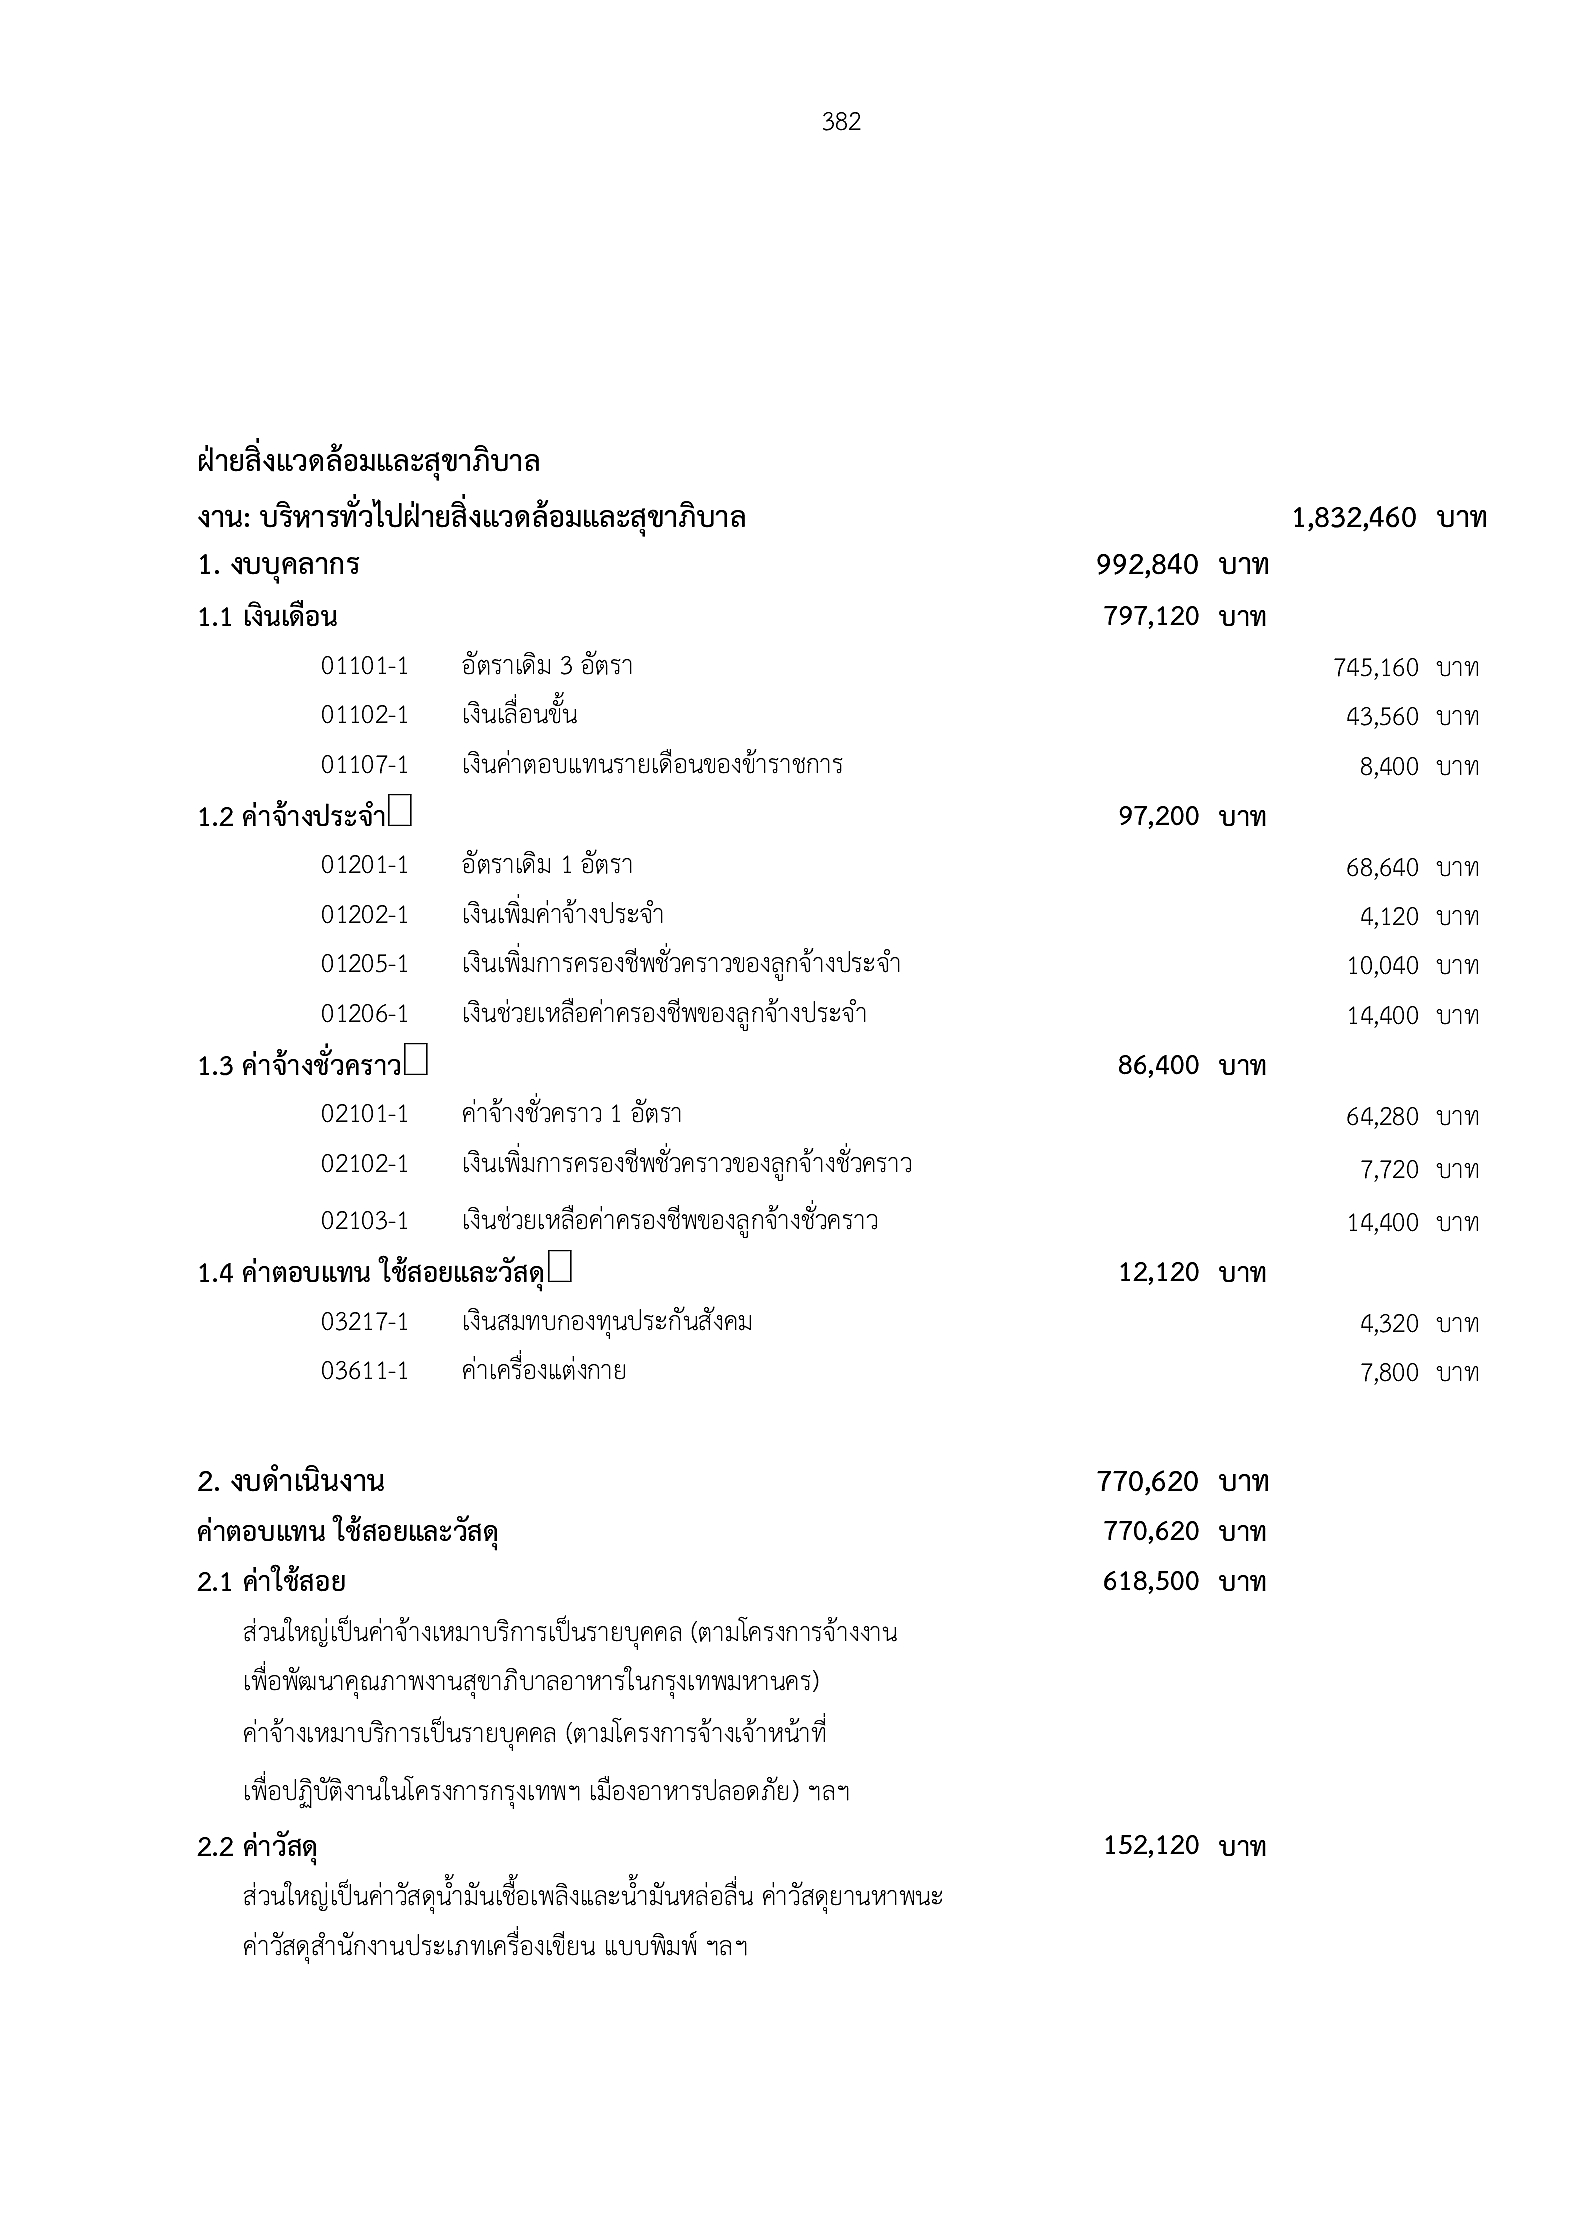 382
ฝ่ายสิ่งแวดล้อมและสุขาภิบาล
งาน: บริหารทั่วไปฝ่ายสิ่งแวดล้อมและสุขาภิบาล 1,832,460 บาท
1. งบบุคลากร 992,840 บาท
1.1 เงินเดือน 797,120 บาท
01101-1 อัตราเดิม 3 อัตรา 745,160 บาท
01102-1 เงินเลื่อนขั้น 43,560 บาท
01107-1 เงินค่าตอบแทนรายเดือนของข้าราชการ 8,400 บาท
1.2 ค่าจ้างประจำ 97,200 บาท
01201-1 อัตราเดิม 1 อัตรา 68,640 บาท
01202-1 เงินเพิ่มค่าจ้างประจำ 4,120 บาท
01205-1 เงินเพิ่มการครองชีพชั่วคราวของลูกจ้างประจำ 10,040 บาท
01206-1 เงินช่วยเหลือค่าครองชีพของลูกจ้างประจำ 14,400 บาท
1.3 ค่าจ้างชั่วคราว 86,400 บาท
02101-1 ค่าจ้างชั่วคราว 1 อัตรา 64,280 บาท
02102-1 เงินเพิ่มการครองชีพชั่วคราวของลูกจ้างชั่วคราว 7,720 บาท
02103-1 เงินช่วยเหลือค่าครองชีพของลูกจ้างชั่วคราว 14,400 บาท
1.4 ค่าตอบแทน ใช้สอยและวัสดุ 12,120 บาท
03217-1 เงินสมทบกองทุนประกันสังคม 4,320 บาท
03611-1 ค่าเครื่องแต่งกาย 7,800 บาท
2. งบดำเนินงาน 770,620 บาท
ค่าตอบแทน ใช้สอยและวัสดุ 770,620 บาท
2.1 ค่าใช้สอย 618,500 บาท
ส่วนใหญ่เป็นค่าจ้างเหมาบริการเป็นรายบุคคล (ตามโครงการจ้างงาน
เพื่อพัฒนาคุณภาพงานสุขาภิบาลอาหารในกรุงเทพมหานคร)
ค่าจ้างเหมาบริการเป็นรายบุคคล (ตามโครงการจ้างเจ้าหน้าที่
เพื่อปฏิบัติงานในโครงการกรุงเทพฯ เมืองอาหารปลอดภัย) ฯลฯ
2.2 ค่าวัสดุ 152,120 บาท
ส่วนใหญ่เป็นค่าวัสดุน้ำมันเชื้อเพลิงและน้ำมันหล่อลื่น ค่าวัสดุยานหาพนะ
ค่าวัสดุสำนักงานประเภทเครื่องเขียน แบบพิมพ์ ฯลฯ